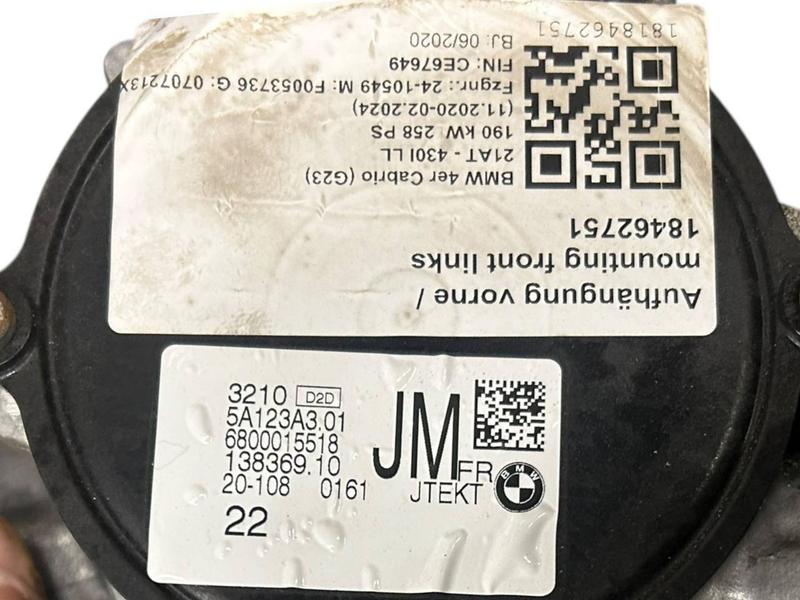 Aufhängung vorne /
mounting front links
18462751
BMW 4er Cabrio (G23)
21AT - 430I LL
190 kW 258 PS
(11.2020-02.2024)
Fzgnr.: 24-10549 M: F0053736 G: 0707213X
FIN: CE67649
BJ: 06/2020
1818462751
3210 D2D
5A123A3.01
6800015518
138369.10
20-108 0161
22
JM
FR
JTEKT
BMW